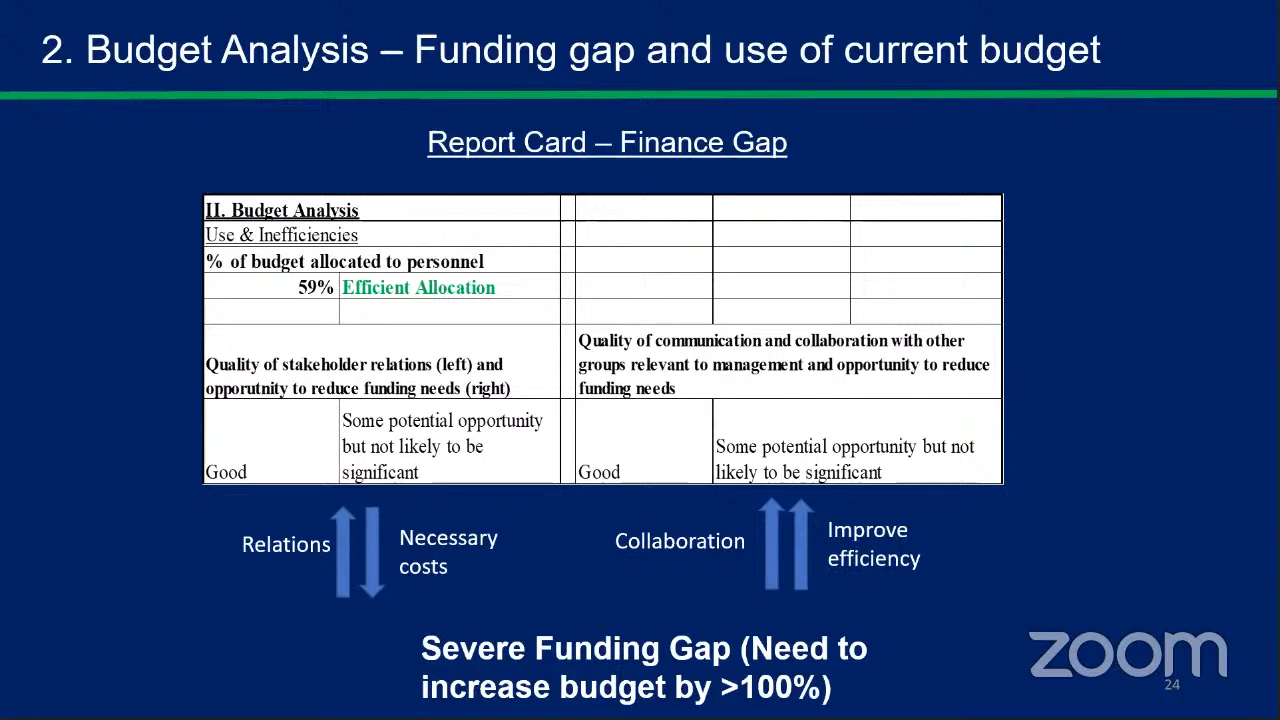 2. Budget Analysis – Funding gap and use of current budget
Report Card – Finance Gap
II. Budget Analysis
Use & Inefficiencies
% of budget allocated to personnel
59% Efficient Allocation
Quality of stakeholder relations (left) and
opporutnity to reduce funding needs (right)
Quality of communication and collaboration with other
groups relevant to management and opportunity to reduce
funding needs
Good
Some potential opportunity
but not likely to be
significant
Good
Some potential opportunity but not
likely to be significant
Relations
Necessary
costs
Collaboration
Improve
efficiency
Severe Funding Gap (Need to
increase budget by >100%)
zoom
24